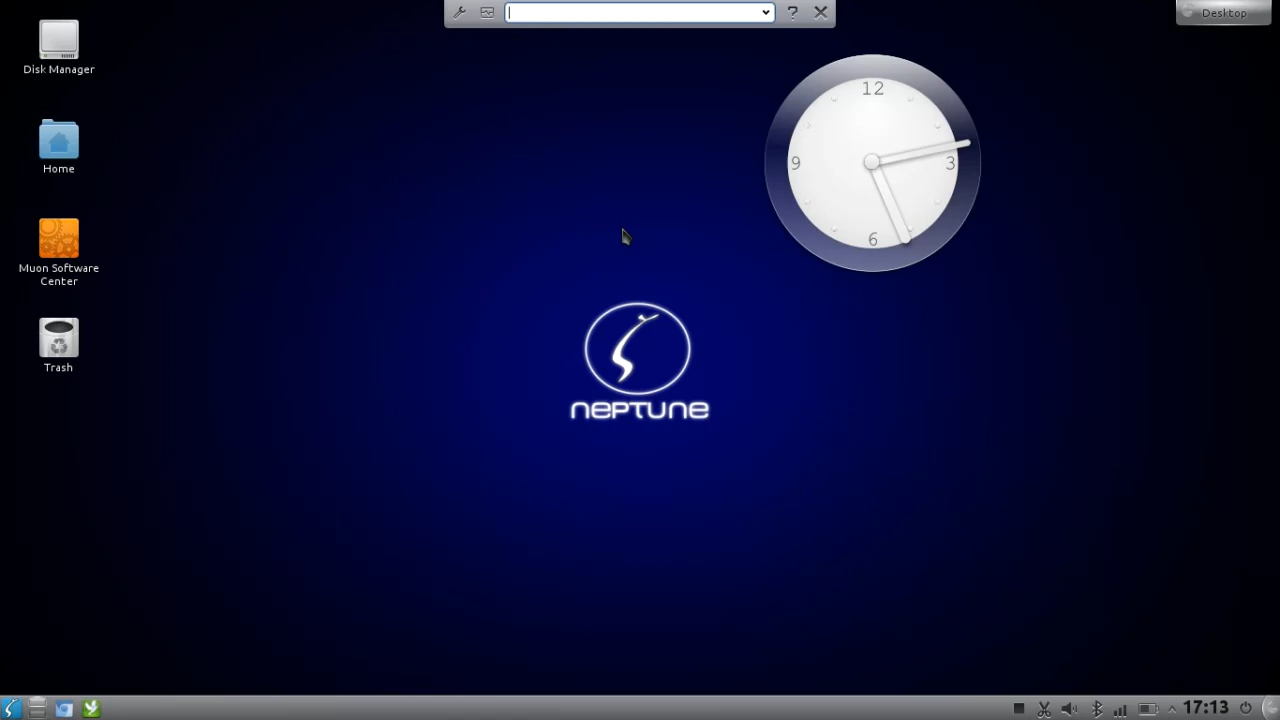 ?
Desktop
Disk Manager
Home
Muon Software
Center
Trash
12
9
3
6
NEPTUNE
17:13